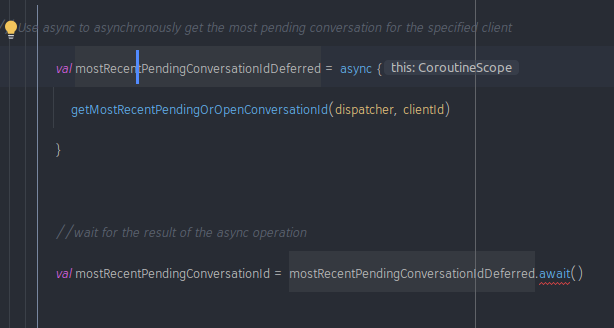 //Use async to asynchronously get the most pending conversation for the specified client
val mostRecentPendingConversationIdDeferred = async { this: CoroutineScope
getMostRecentPendingOrOpenConversationId(dispatcher, clientId)
}
//wait for the result of the async operation
val mostRecentPendingConversationId = mostRecentPendingConversationIdDeferred.await()